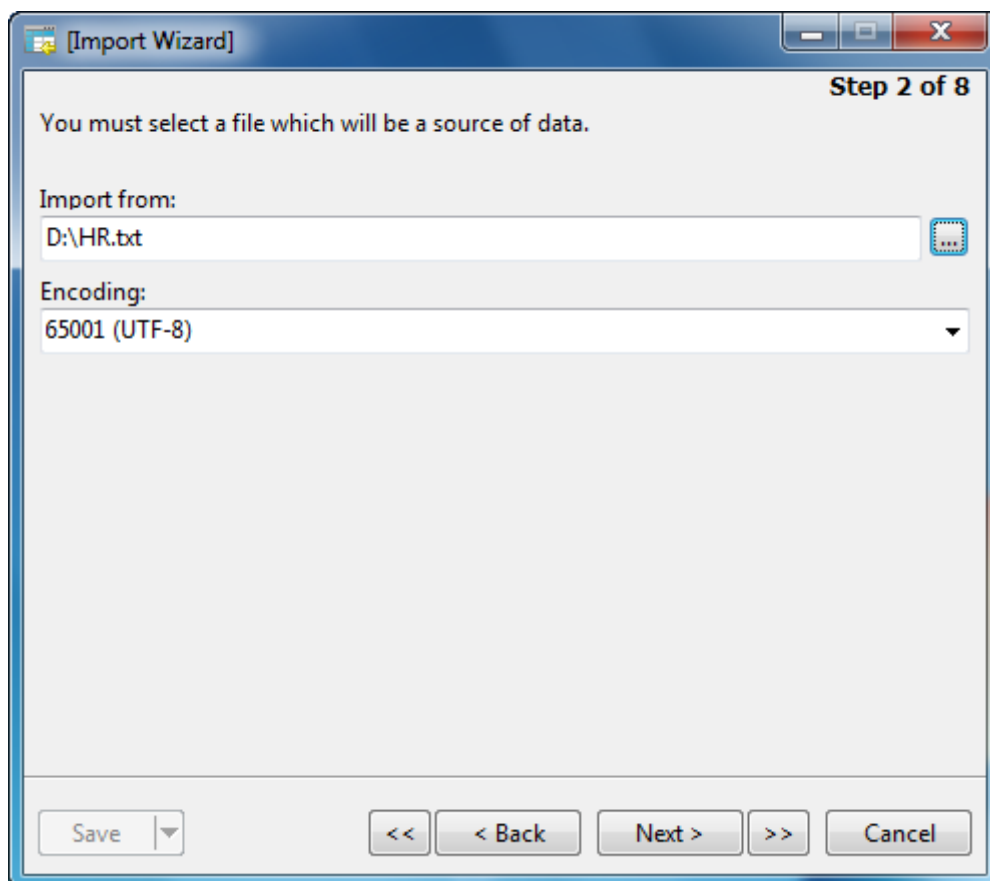 [Import Wizard]
Step 2 of 8
You must select a file which will be a source of data.
Import from:
D:\HR.txt
...
Encoding:
65001 (UTF-8)
Save << < Back Next > >> Cancel